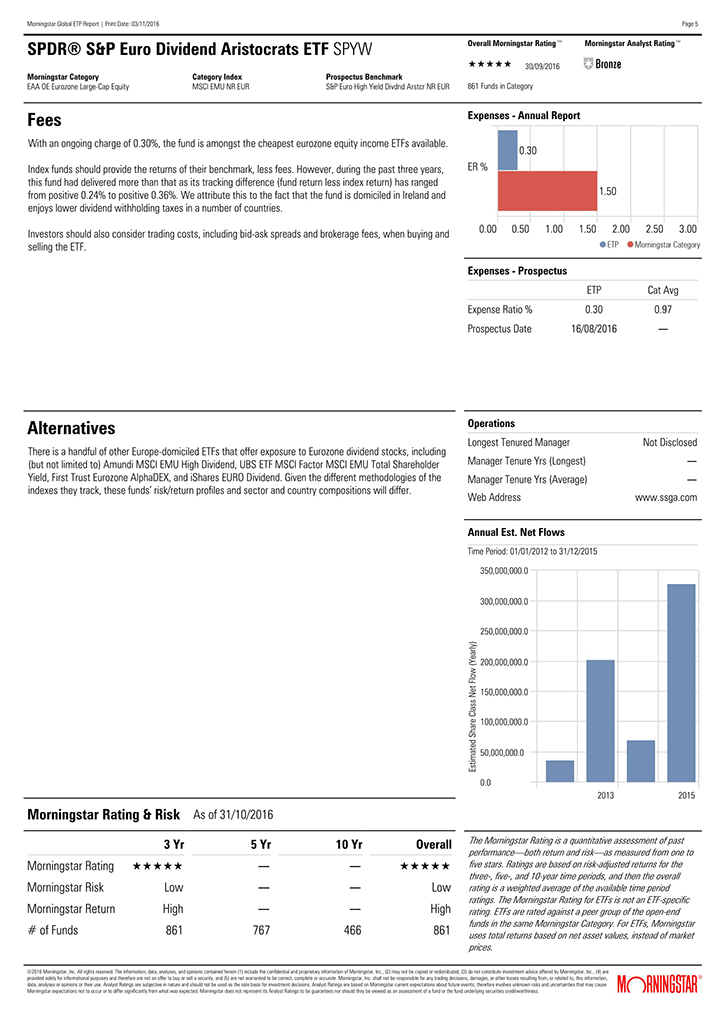 Morningstar Global ETP Report | Print Date: 03/11/2016
Page 5
SPDR® S&P Euro Dividend Aristocrats ETF SPYW
Overall Morningstar Rating™
Morningstar Analyst Rating™
★★★★★ 30/09/2016
Bronze
Morningstar Category
Category Index
Prospectus Benchmark
EAA OE Eurozone Large-Cap Equity
MSCI EMU NR EUR
S&P Euro High Yield Divdnd Arstcr NR EUR
861 Funds in Category
Fees
With an ongoing charge of 0.30%, the fund is amongst the cheapest eurozone equity income ETFs available.
Index funds should provide the returns of their benchmark, less fees. However, during the past three years,
this fund had delivered more than that as its tracking difference (fund return less index return) has ranged
from positive 0.24% to positive 0.36%. We attribute this to the fact that the fund is domiciled in Ireland and
enjoys lower dividend withholding taxes in a number of countries.
Investors should also consider trading costs, including bid-ask spreads and brokerage fees, when buying and
selling the ETF.
Expenses - Annual Report
0.30
ER %
1.50
0.00 0.50 1.00 1.50 2.00 2.50 3.00
ETP Morningstar Category
Expenses - Prospectus
ETP Cat Avg
Expense Ratio % 0.30 0.97
Prospectus Date 16/08/2016 —
Alternatives
There is a handful of other Europe-domiciled ETFs that offer exposure to Eurozone dividend stocks, including
(but not limited to) Amundi MSCI EMU High Dividend, UBS ETF MSCI Factor MSCI EMU Total Shareholder
Yield, First Trust Eurozone AlphaDEX, and iShares EURO Dividend. Given the different methodologies of the
indexes they track, these funds' risk/return profiles and sector and country compositions will differ.
Operations
Longest Tenured Manager Not Disclosed
Manager Tenure Yrs (Longest) —
Manager Tenure Yrs (Average) —
Web Address www.ssga.com
Annual Est. Net Flows
Time Period: 01/01/2012 to 31/12/2015
Estimated Share Class Net Flow (Yearly)
350,000,000.0
300,000,000.0
250,000,000.0
200,000,000.0
150,000,000.0
100,000,000.0
50,000,000.0
0.0
2013 2015
Morningstar Rating & Risk As of 31/10/2016
3 Yr 5 Yr 10 Yr Overall
Morningstar Rating ★★★★★ — — ★★★★★
Morningstar Risk Low — — Low
Morningstar Return High — — High
# of Funds 861 767 466 861
The Morningstar Rating is a quantitative assessment of past
performance—both return and risk—as measured from one to
five stars. Ratings are based on risk-adjusted returns for the
three-, five-, and 10-year time periods, and then the overall
rating is a weighted average of the available time period
ratings. The Morningstar Rating for ETFs is not an ETF-specific
rating. ETFs are rated against a peer group of the open-end
funds in the same Morningstar Category. For ETFs, Morningstar
uses total returns based on net asset values, instead of market
prices.
©2016 Morningstar, Inc. All rights reserved. The information, data, analyses, and opinions contained herein (1) include the confidential and proprietary information of Morningstar, Inc., (2) may not be copied or redistributed, (3) do not constitute investment advice offered by Morningstar, Inc., (4) are
provided solely for informational purposes and therefore are not an offer to buy or sell a security, and (5) are not warranted to be correct, complete or accurate. Morningstar, Inc. shall not be responsible for any trading decisions, damages, or other losses resulting from, or related to, this information,
data, analyses or opinions or their use. Analyst Ratings are subjective in nature and should not be used as the sole basis for investment decisions. Analyst Ratings are based on Morningstar current expectations about future events; therefore involves unknown risks and uncertainties that may cause
Morningstar expectations not to occur or to differ significantly from what was expected. Morningstar does not represent its Analyst Ratings to be guarantees nor should they be viewed as an assessment of a fund or the fund underlying securities creditworthiness.
MORNINGSTAR®